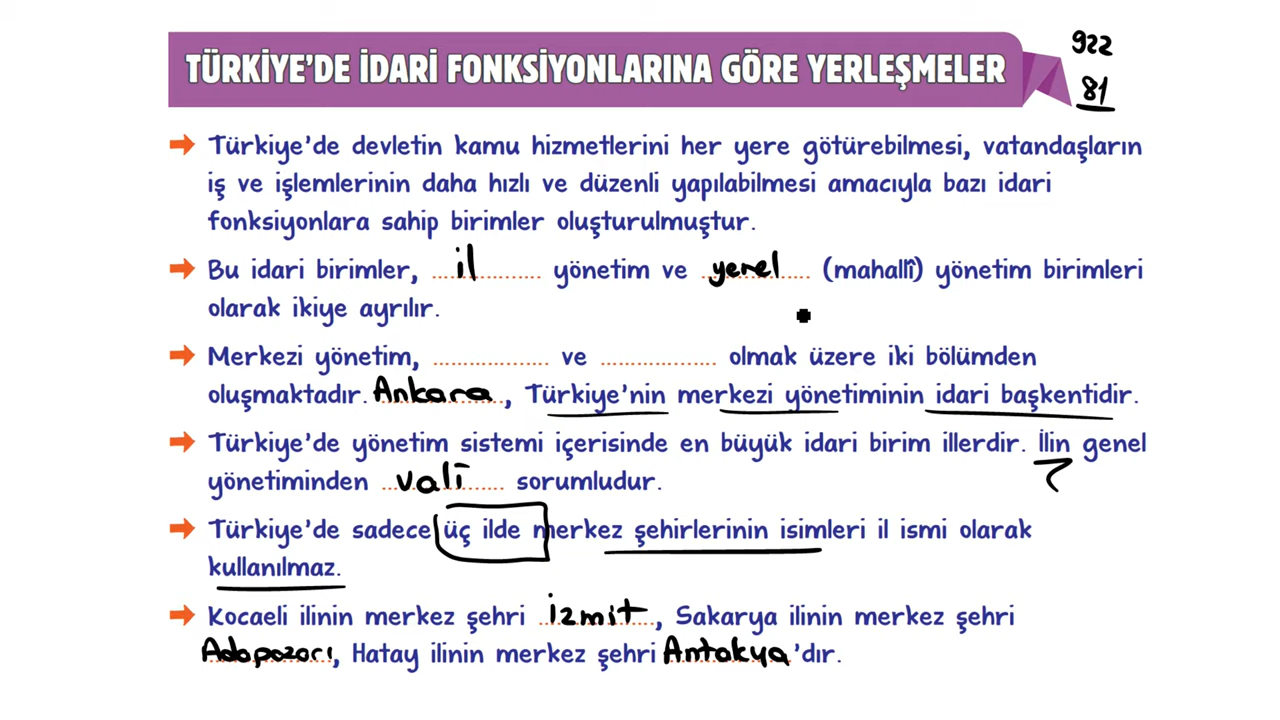 TÜRKİYE'DE İDARİ FONKSİYONLARINA GÖRE YERLEŞMELER
922
81
Türkiye'de devletin kamu hizmetlerini her yere götürebilmesi, vatandaşların
iş ve işlemlerinin daha hızlı ve düzenli yapılabilmesi amacıyla bazı idari
fonksiyonlara sahip birimler oluşturulmuştur.
Bu idari birimler, il yönetim ve yerel (mahallî) yönetim birimleri
olarak ikiye ayrılır.
Merkezi yönetim, .................... ve .................... olmak üzere iki bölümden
oluşmaktadır. Ankara, Türkiye'nin merkezi yönetiminin idari başkentidir.
Türkiye'de yönetim sistemi içerisinde en büyük idari birim illerdir. İlin genel
yönetiminden vali sorumludur.
Türkiye'de sadece üç ilde merkez şehirlerinin isimleri il ismi olarak
kullanılmaz.
Kocaeli ilinin merkez şehri İzmit, Sakarya ilinin merkez şehri
Adapazarı, Hatay ilinin merkez şehri Antakya'dır.